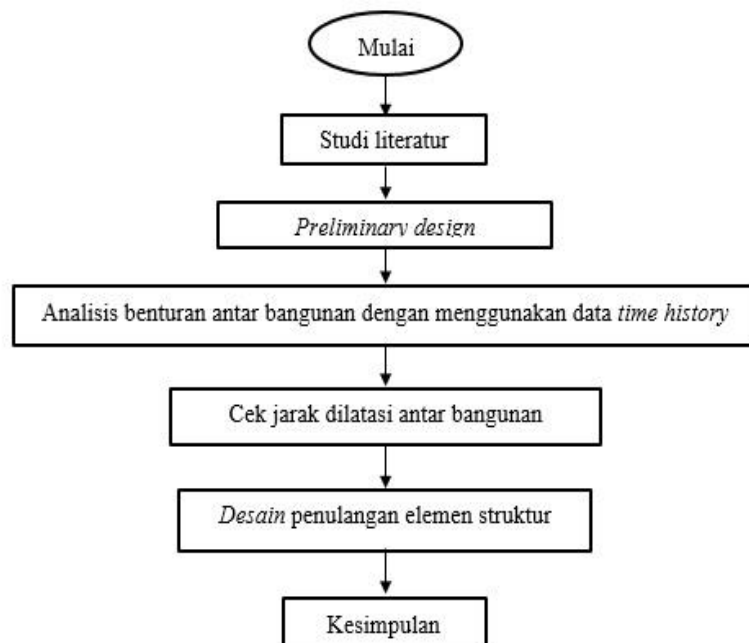 Mulai
Studi literatur
Preliminary design
Analisis benturan antar bangunan dengan menggunakan data time history
Cek jarak dilatasi antar bangunan
Desain penulangan elemen struktur
Kesimpulan